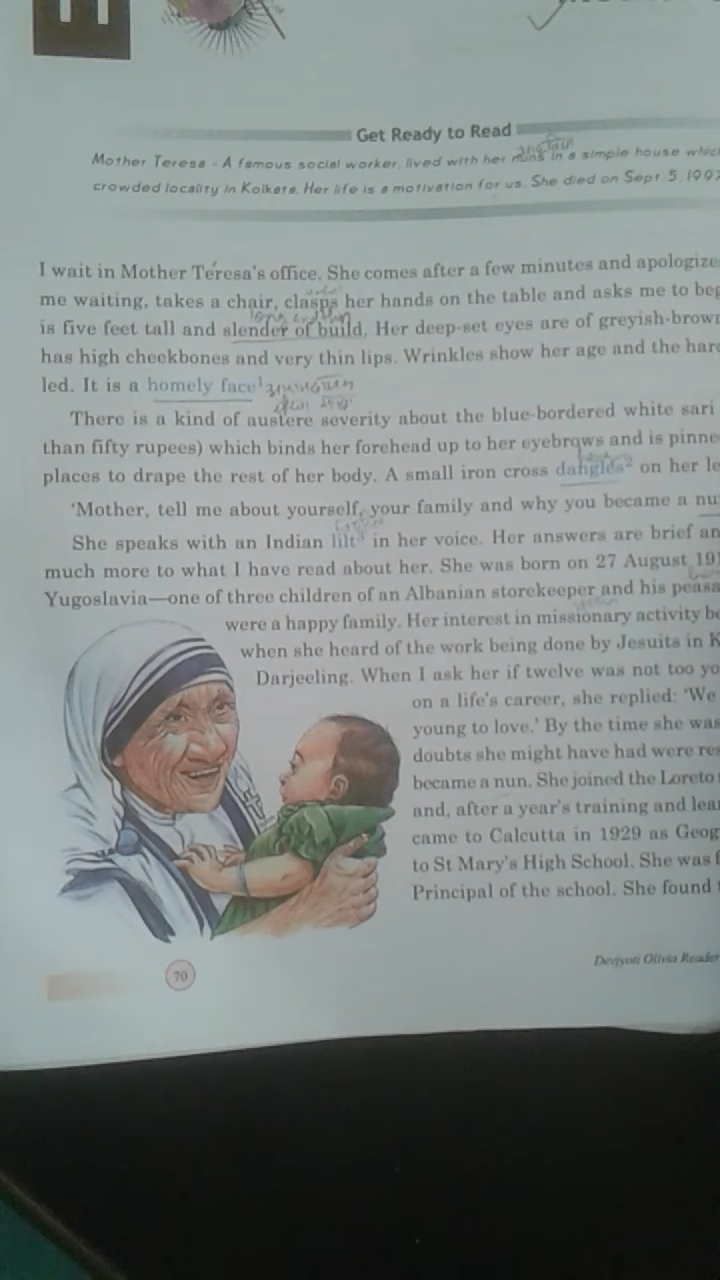 E
Get Ready to Read
Mother Teresa - A famous social worker, lived with her nuns in a simple house whic
crowded locality in Kolkata. Her life is a motivation for us. She died on Sept. 5, 1997
I wait in Mother Teresa's office. She comes after a few minutes and apologize
me waiting, takes a chair, clasps her hands on the table and asks me to beg
long and thin
is five feet tall and slender of build. Her deep-set eyes are of greyish-brown
has high cheekbones and very thin lips. Wrinkles show her age and the hard
led. It is a homely face¹
There is a kind of austere severity about the blue-bordered white sari
than fifty rupees) which binds her forehead up to her eyebrows and is pinne
places to drape the rest of her body. A small iron cross dangles² on her le
'Mother, tell me about yourself, your family and why you became a nu
She speaks with an Indian lilt³ in her voice. Her answers are brief an
much more to what I have read about her. She was born on 27 August 191
Yugoslavia—one of three children of an Albanian storekeeper and his peasa
were a happy family. Her interest in missionary activity be
when she heard of the work being done by Jesuits in K
Darjeeling. When I ask her if twelve was not too yo
on a life's career, she replied: 'We
young to love.' By the time she was
doubts she might have had were res
became a nun. She joined the Loreto
and, after a year's training and lear
came to Calcutta in 1929 as Geog
to St Mary's High School. She was f
Principal of the school. She found t
Devjyoti Olivia Reader
70